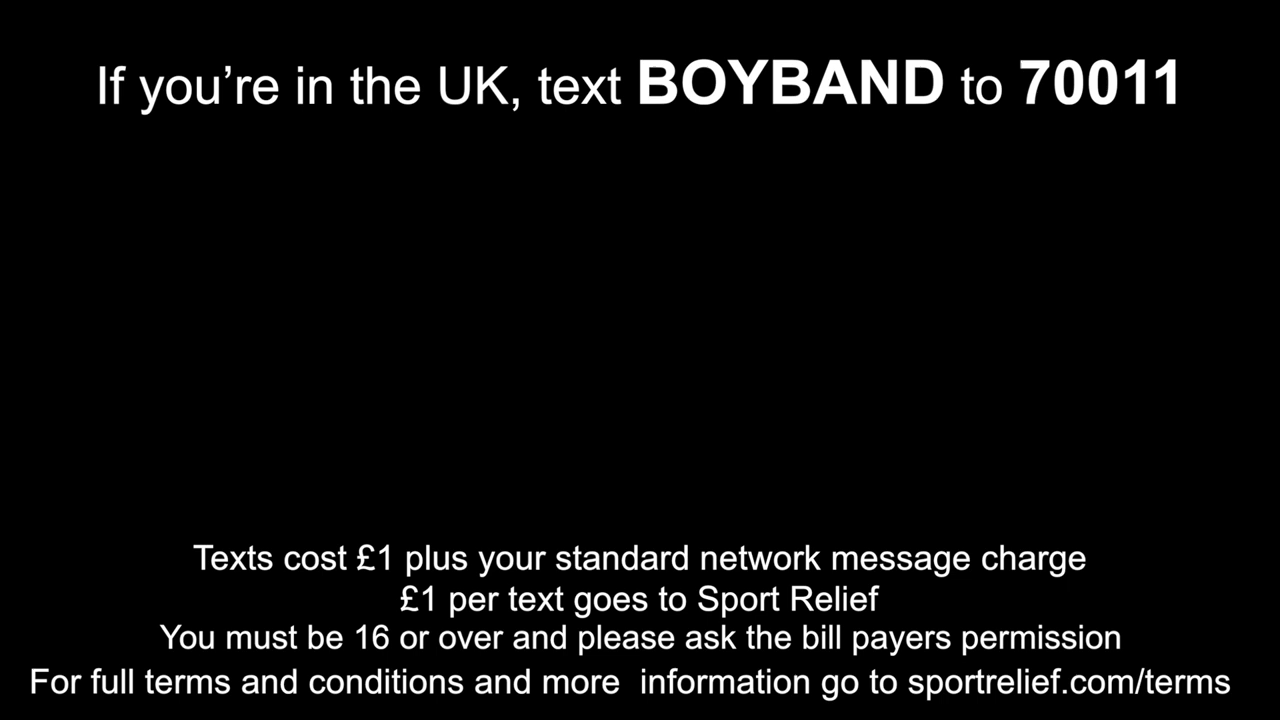 If you’re in the UK, text BOYBAND to 70011
Texts cost £1 plus your standard network message charge
£1 per text goes to Sport Relief
You must be 16 or over and please ask the bill payers permission
For full terms and conditions and more  information go to sportrelief.com/terms